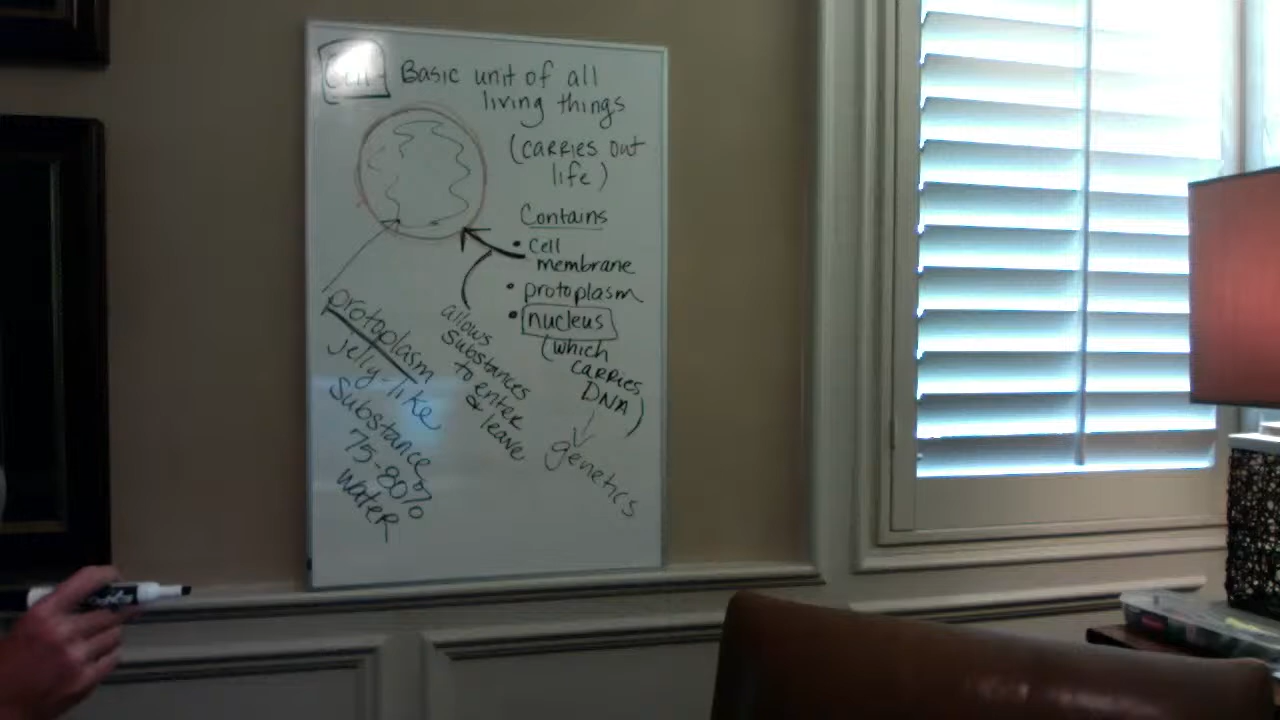 Cell- Basic unit of all
living things
(CARRIES out
life)
Contains
• Cell
membrane
• protoplasm
• nucleus
(which
CARRIES
DNA)
genetics
allows
substances
to enter
& leave
protoplasm
jelly-like
Substance
75-80%
water